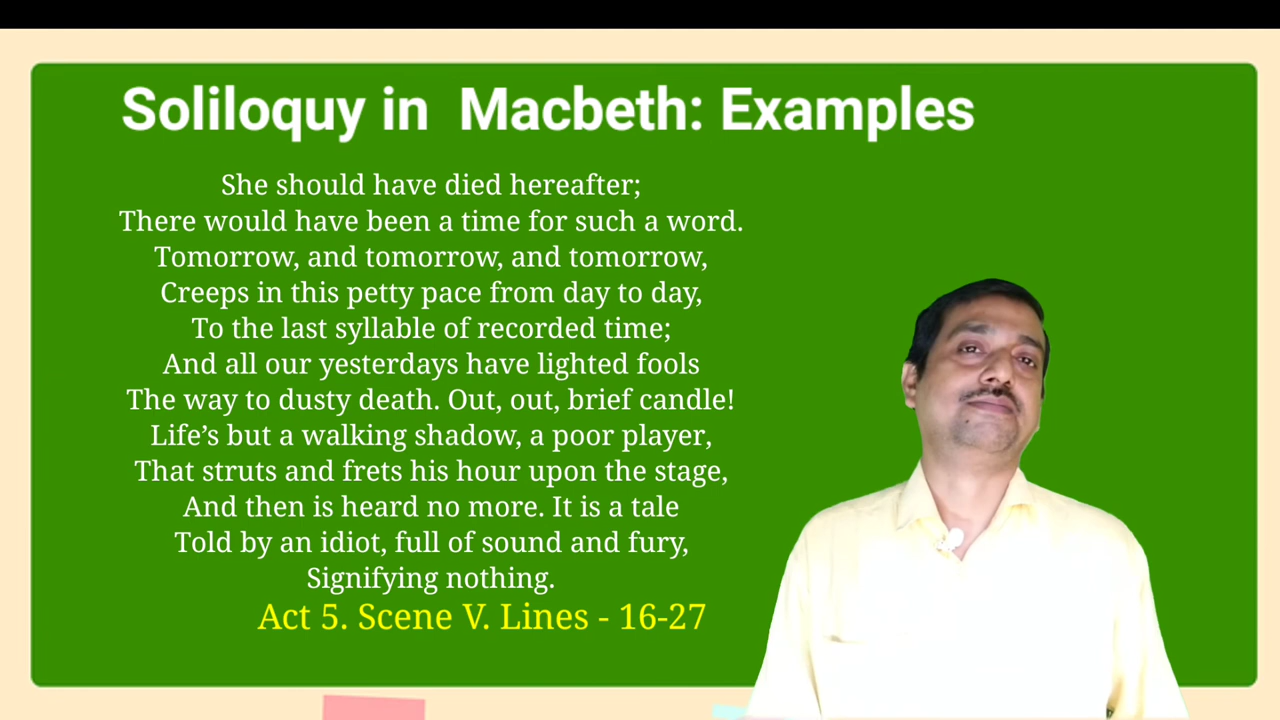 Soliloquy in Macbeth: Examples
She should have died hereafter;
There would have been a time for such a word.
Tomorrow, and tomorrow, and tomorrow,
Creeps in this petty pace from day to day,
To the last syllable of recorded time;
And all our yesterdays have lighted fools
The way to dusty death. Out, out, brief candle!
Life’s but a walking shadow, a poor player,
That struts and frets his hour upon the stage,
And then is heard no more. It is a tale
Told by an idiot, full of sound and fury,
Signifying nothing.
Act 5. Scene V. Lines - 16-27